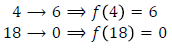 4 → 6 ⟹ f(4) = 6
18 → 0 ⟹ f(18) = 0